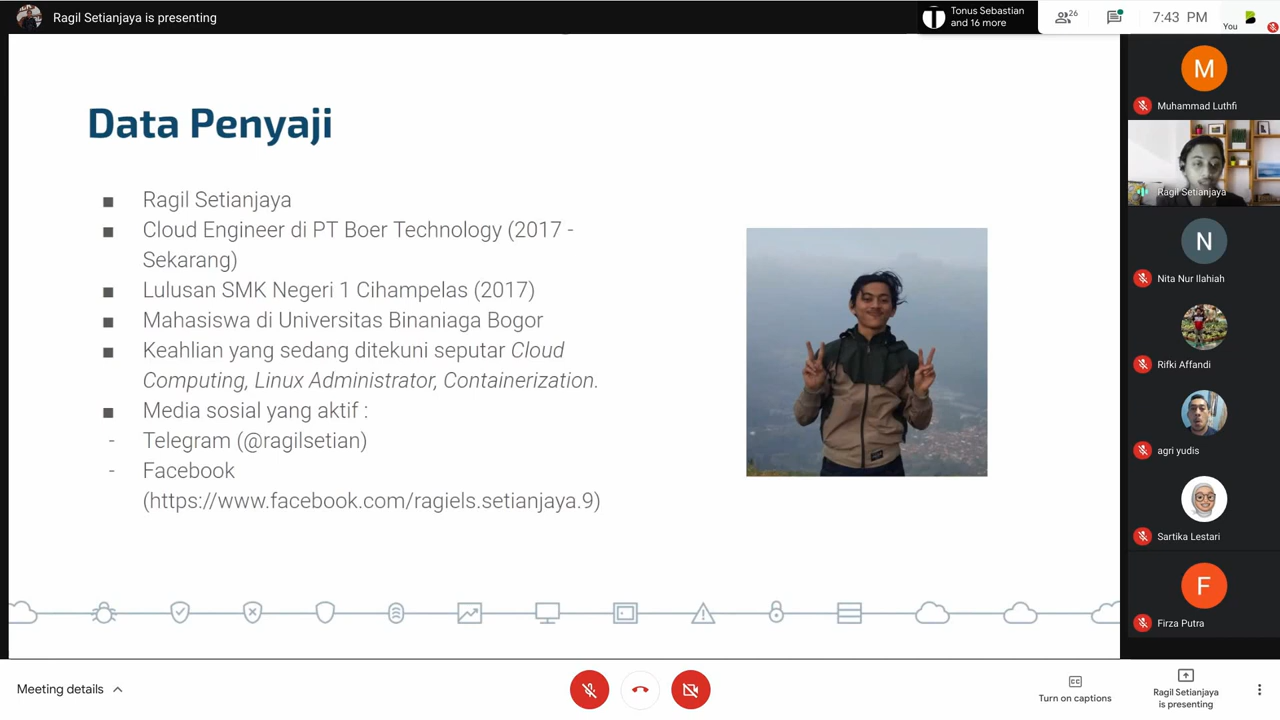 Ragil Setianjaya is presenting
Tonus Sebastian
and 16 more
26
7:43 PM
You
Data Penyaji
■ Ragil Setianjaya
■ Cloud Engineer di PT Boer Technology (2017 -
Sekarang)
■ Lulusan SMK Negeri 1 Cihampelas (2017)
■ Mahasiswa di Universitas Binaniaga Bogor
■ Keahlian yang sedang ditekuni seputar Cloud
Computing, Linux Administrator, Containerization.
■ Media sosial yang aktif :
- Telegram (@ragilsetian)
- Facebook
(https://www.facebook.com/ragiels.setianjaya.9)
M
Muhammad Luthfi
Ragil Setianjaya
N
Nita Nur Ilahiah
Rifki Affandi
agri yudis
Sartika Lestari
F
Firza Putra
Meeting details
CC
Turn on captions
Ragil Setianjaya
is presenting